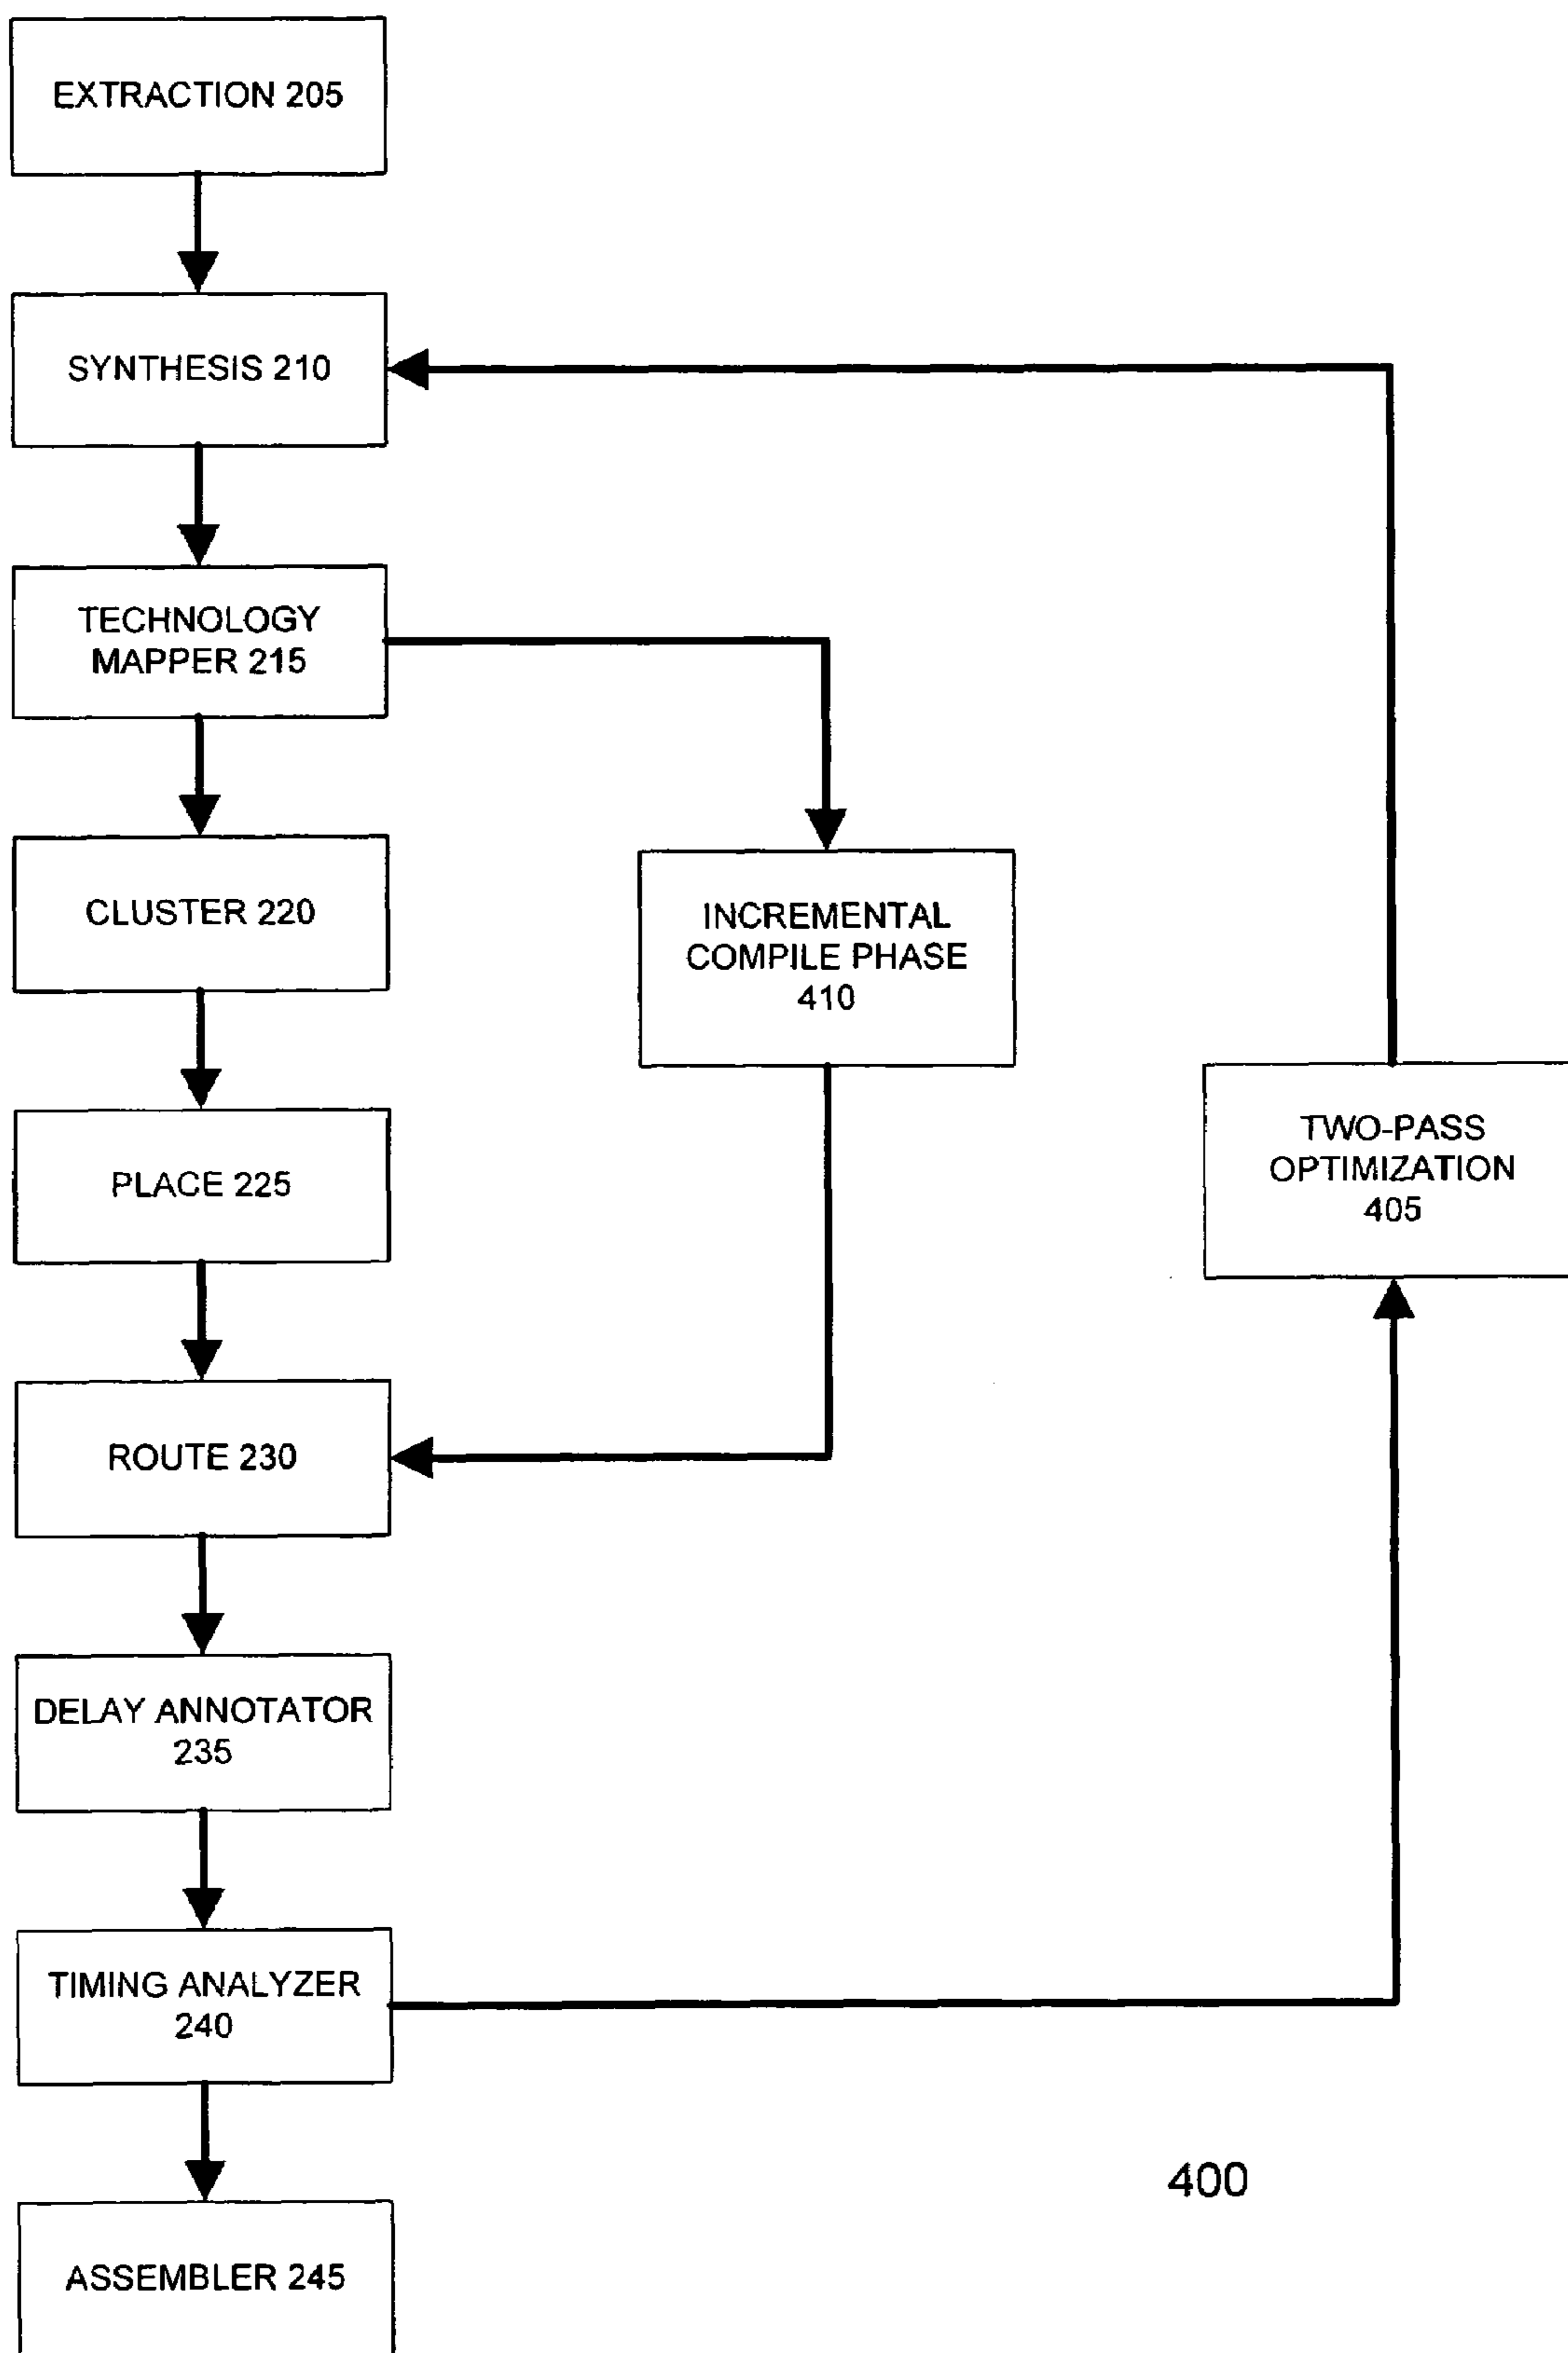 EXTRACTION 205
SYNTHESIS 210
TECHNOLOGY
MAPPER 215
CLUSTER 220
INCREMENTAL
COMPILE PHASE
410
TWO-PASS
OPTIMIZATION
405
PLACE 225
ROUTE 230
DELAY ANNOTATOR
235
TIMING ANALYZER
240
400
ASSEMBLER 245